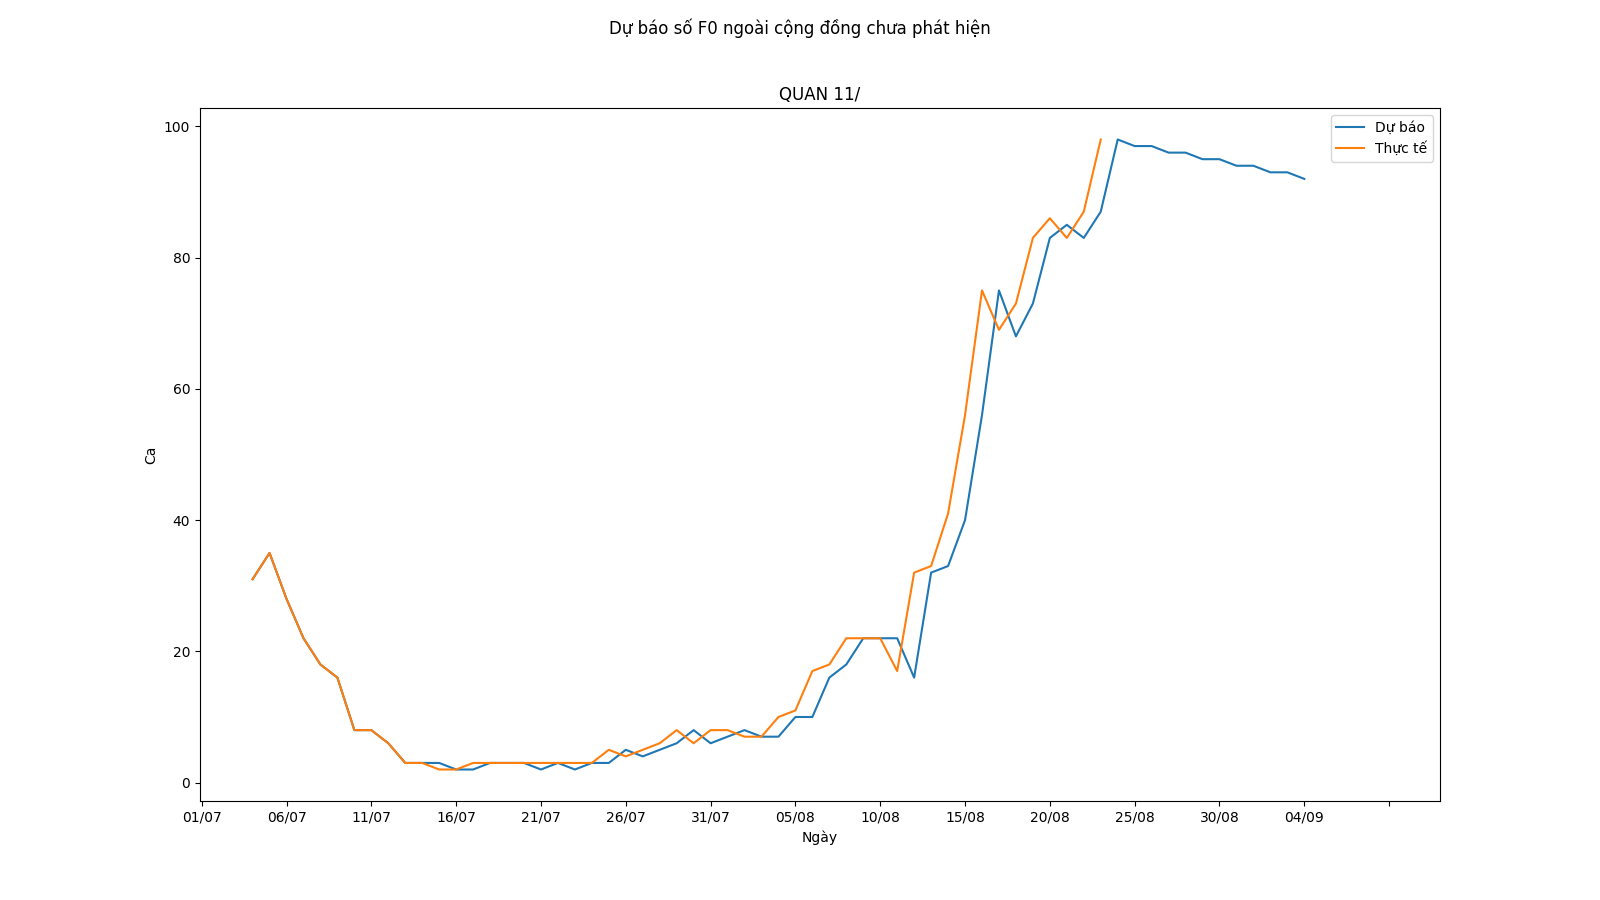 Dự báo số F0 ngoài cộng đồng chưa phát hiện
QUAN 11/
100
80
60
40
20
0
Ca
Dự báo
Thực tế
01/07 06/07 11/07 16/07 21/07 26/07 31/07 05/08 10/08 15/08 20/08 25/08 30/08 04/09
Ngày